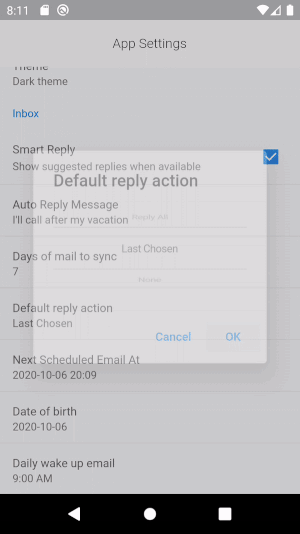 8:11
App Settings
Theme
Dark theme
Inbox
Smart Reply
Show suggested replies when available
Default reply action
Auto Reply Message
Reply All
I'll call after my vacation
Last Chosen
Days of mail to sync
7
None
Default reply action
Last Chosen
Cancel
OK
Next Scheduled Email At
2020-10-06 20:09
Date of birth
2020-10-06
Daily wake up email
9:00 AM